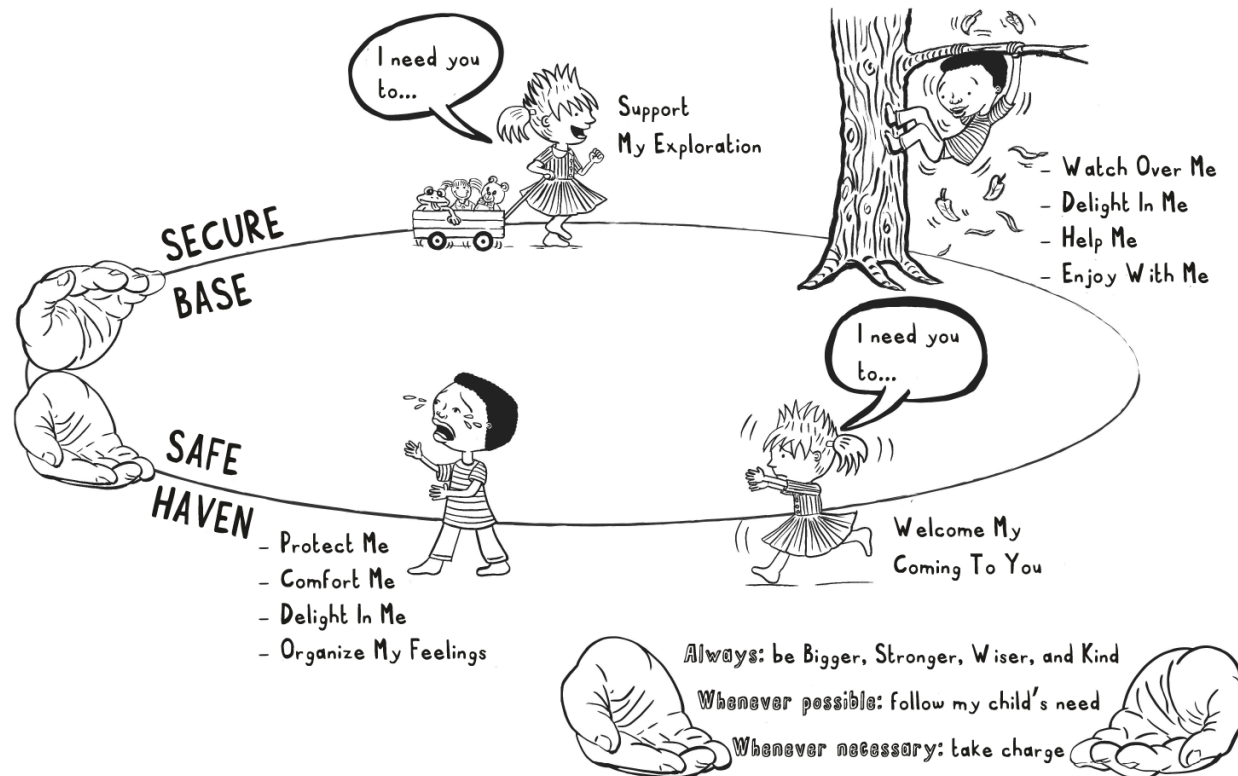 I need you
to...
Support
My Exploration
- Watch Over Me
- Delight In Me
- Help Me
- Enjoy With Me
SECURE
BASE
I need you
to...
Welcome My
Coming To You
SAFE
HAVEN
- Protect Me
- Comfort Me
- Delight In Me
- Organize My Feelings
Always: be Bigger, Stronger, Wiser, and Kind
Whenever possible: follow my child's need
Whenever necessary: take charge